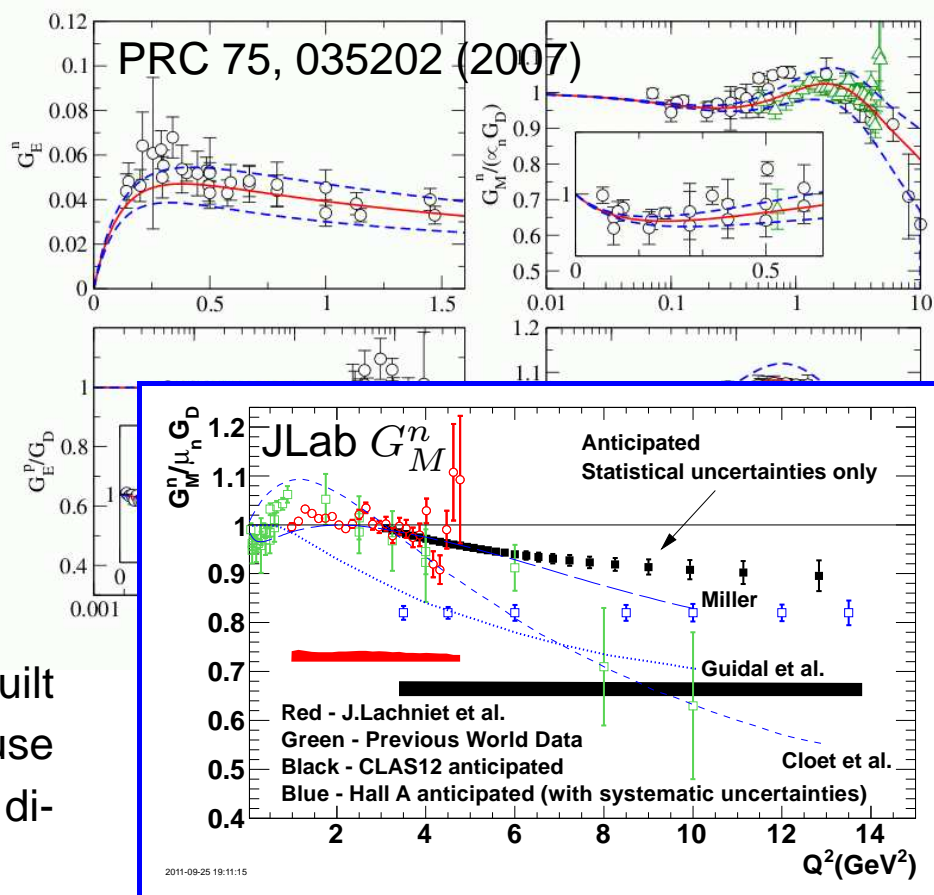 PRC 75, 035202 (2007)
0.12
0.1
0.08
0.06
0.04
0.02
0
G_E^n
0
0.5
1
1.5
1.1
1
0.9
0.8
0.7
0.6
0.5
G_M^n/(∝_n G_D)
1
0
0.5
0.01
0.1
1
10
1
0.8
0.6
0.4
G_E^p/G_D
1
0
0.001
1.2
1.1
uilt
use
di-
JLab G_M^n
G_M^n/μ_n G_D
1.2
1.1
1
0.9
0.8
0.7
0.6
0.5
0.4
Anticipated
Statistical uncertainties only
Miller
Guidal et al.
Cloet et al.
Red - J.Lachniet et al.
Green - Previous World Data
Black - CLAS12 anticipated
Blue - Hall A anticipated (with systematic uncertainties)
2
4
6
8
10
12
14
Q²(GeV²)
2011-09-25 19:11:15